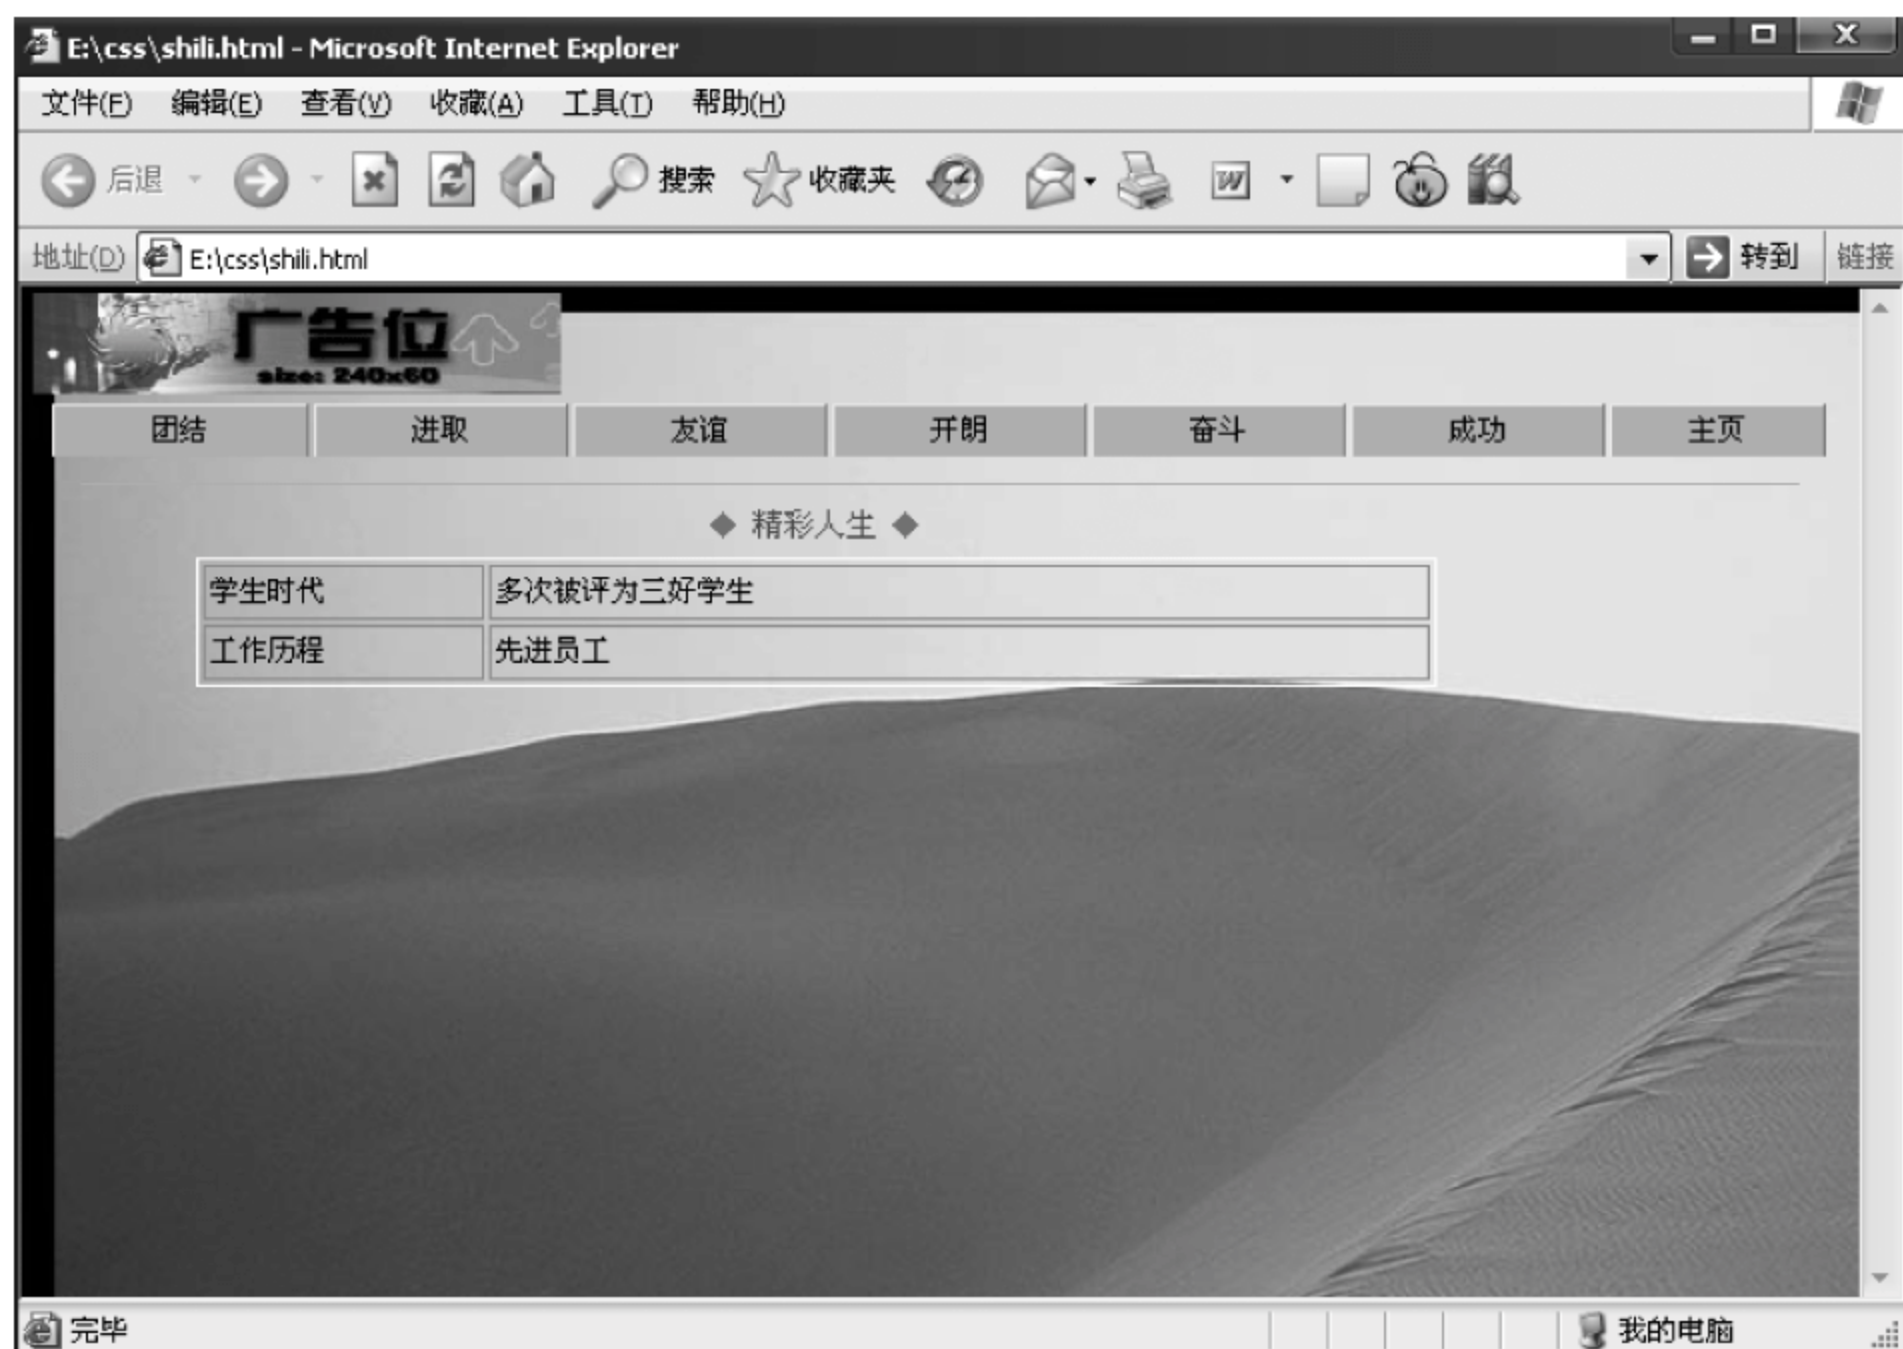 E:\css\shili.html - Microsoft Internet Explorer
文件(F) 编辑(E) 查看(V) 收藏(A) 工具(T) 帮助(H)
后退 搜索 收藏夹 W
地址(D) E:\css\shili.html 转到 链接
广告位
size: 240x60
团结 进取 友谊 开朗 奋斗 成功 主页
◆ 精彩人生 ◆
学生时代 多次被评为三好学生
工作历程 先进员工
完毕 我的电脑